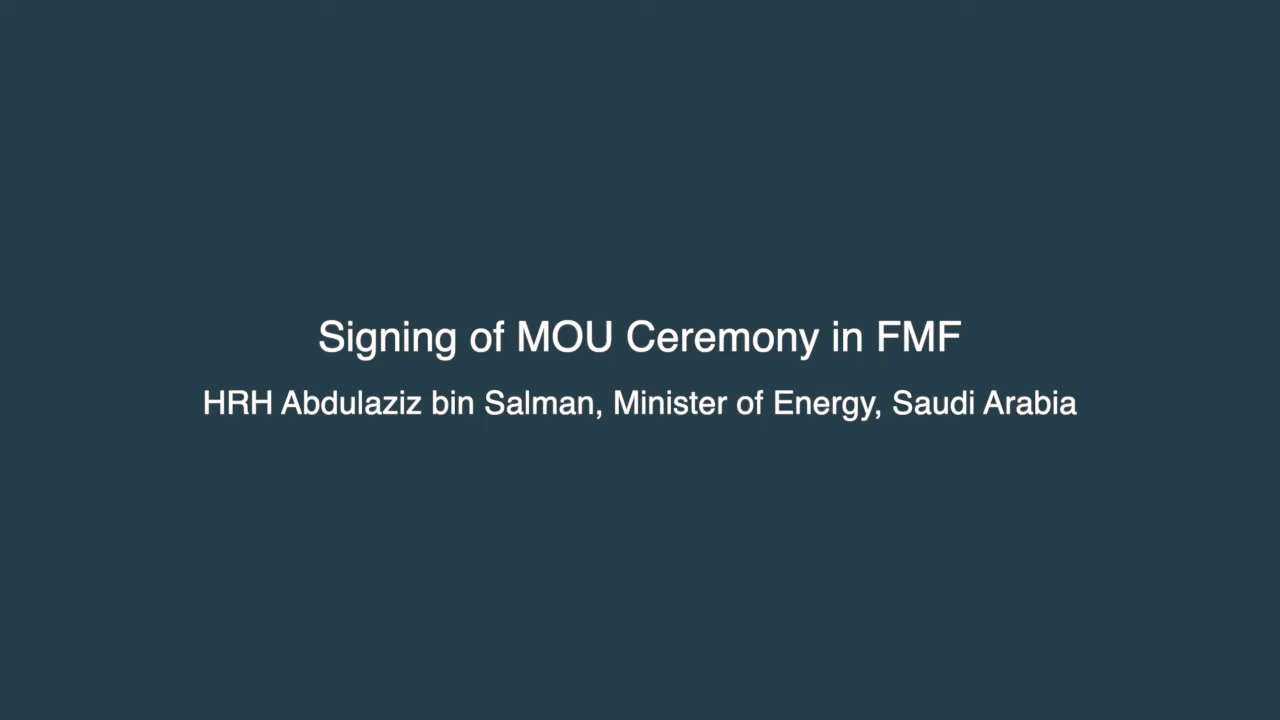 Signing of MOU Ceremony in FMF
HRH Abdulaziz bin Salman, Minister of Energy, Saudi Arabia